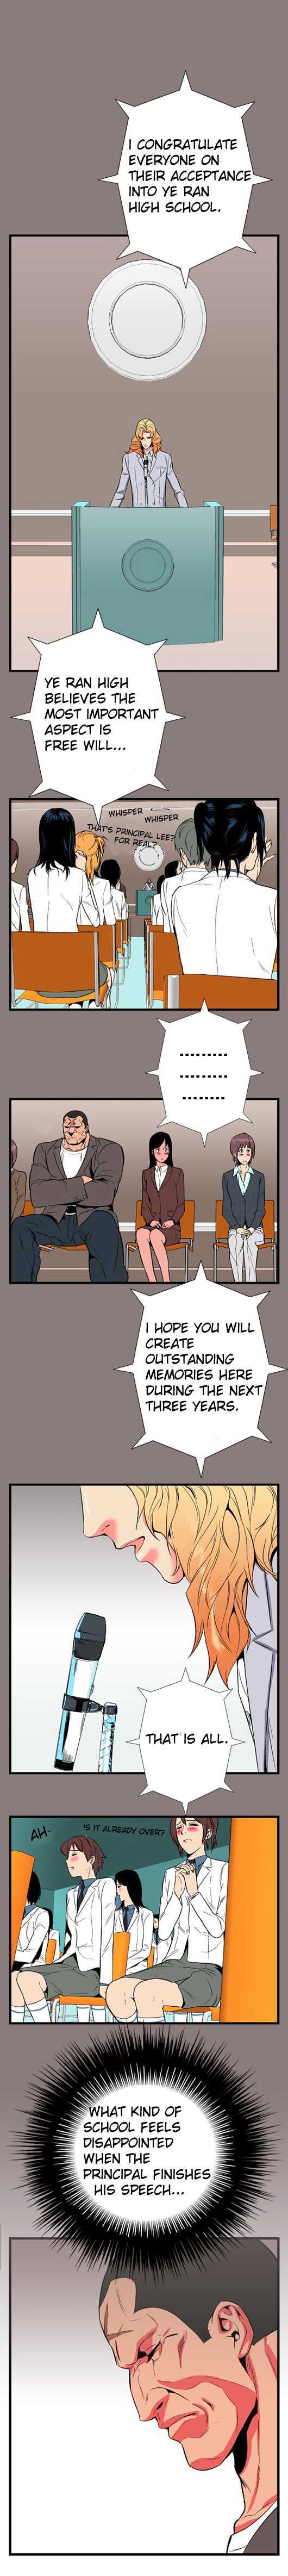 I CONGRATULATE
EVERYONE ON
THEIR ACCEPTANCE
INTO YE RAN
HIGH SCHOOL.
YE RAN HIGH
BELIEVES THE
MOST IMPORTANT
ASPECT IS
FREE WILL...
WHISPER
WHISPER
THAT'S PRINCIPAL LEE?
FOR REAL?
.........
.........
........
I HOPE YOU WILL
CREATE
OUTSTANDING
MEMORIES HERE
DURING THE NEXT
THREE YEARS.
THAT IS ALL.
AH-
IS IT ALREADY OVER?
WHAT KIND OF
SCHOOL FEELS
DISAPPOINTED
WHEN THE
PRINCIPAL FINISHES
HIS SPEECH...